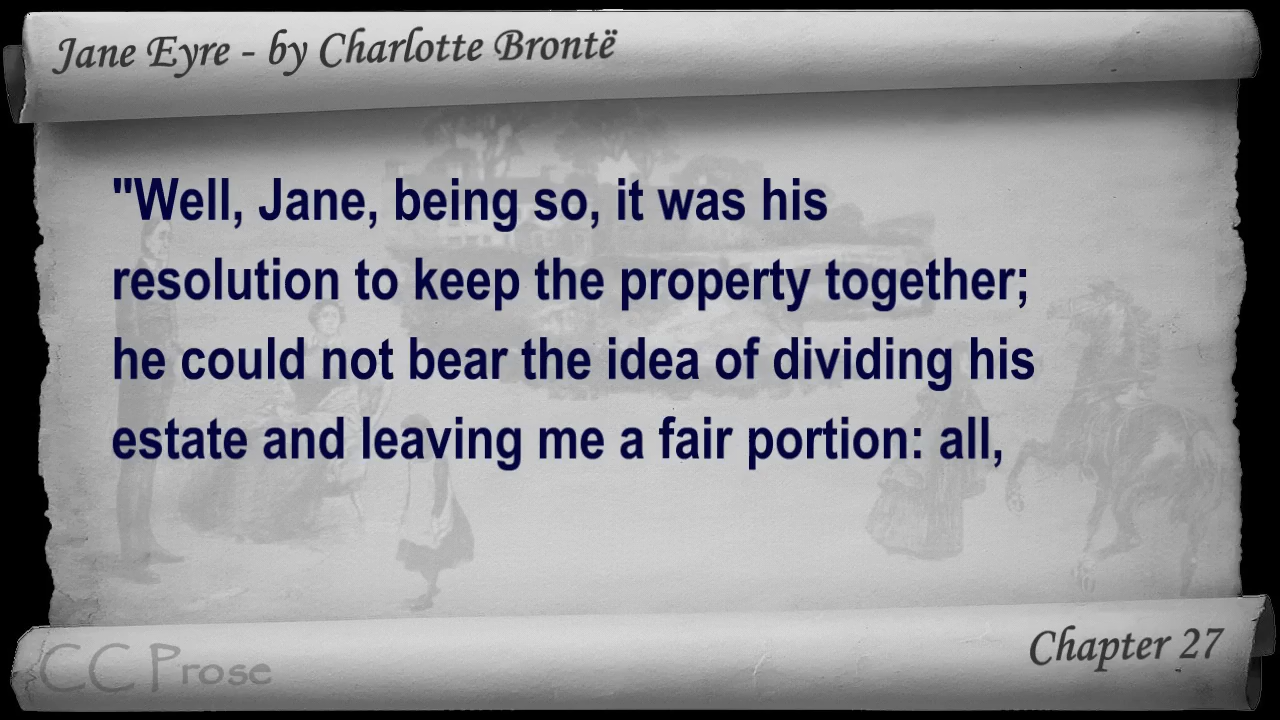 Jane Eyre - by Charlotte Brontë
"Well, Jane, being so, it was his
resolution to keep the property together;
he could not bear the idea of dividing his
estate and leaving me a fair portion: all,
Chapter 27
CC Prose